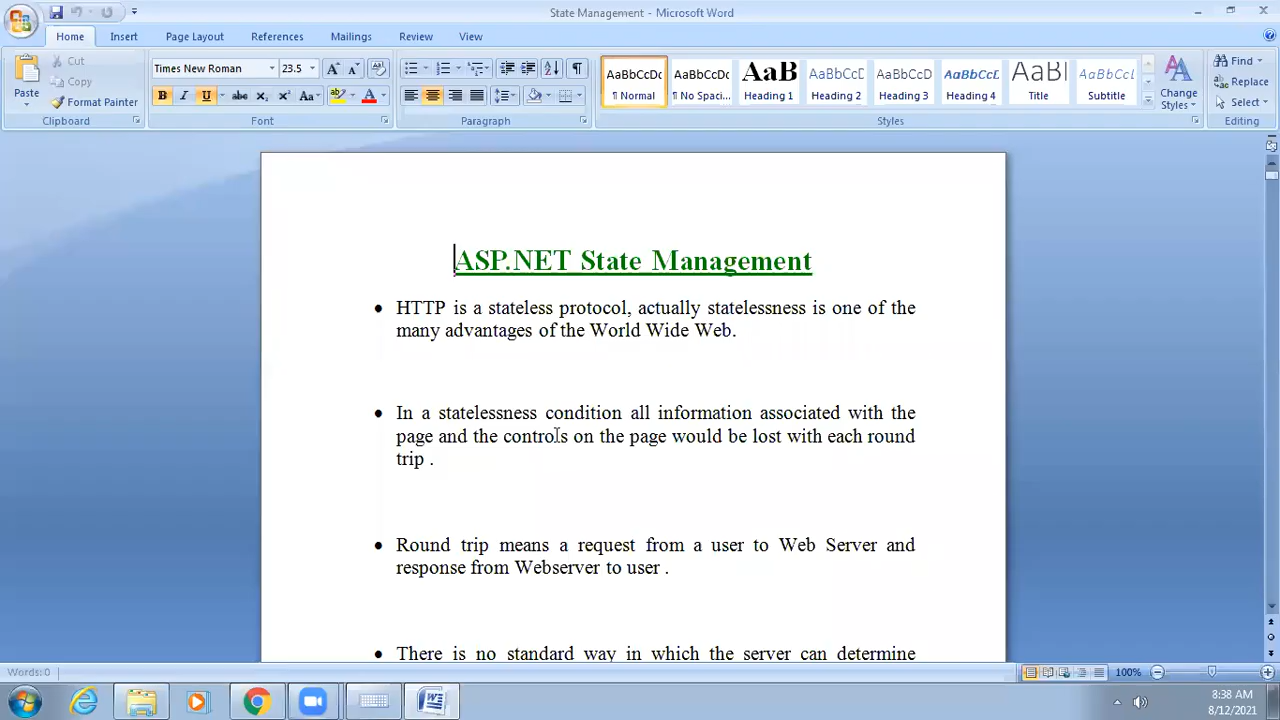 State Management - Microsoft Word
Home Insert Page Layout References Mailings Review View
Paste
Cut
Copy
Format Painter
Clipboard
Times New Roman 23.5
B I U abc X₂ X² Aa A
Font
Paragraph
AaBbCcDc AaBbCcDc AaB AaBbCcD AaBbCcD AaBbCcL AaB AaBbCcL
¶ Normal ¶ No Spaci... Heading 1 Heading 2 Heading 3 Heading 4 Title Subtitle
Change Styles
Styles
Find
Replace
Select
Editing
ASP.NET State Management
• HTTP is a stateless protocol, actually statelessness is one of the
many advantages of the World Wide Web.
• In a statelessness condition all information associated with the
page and the controls on the page would be lost with each round
trip .
• Round trip means a request from a user to Web Server and
response from Webserver to user .
• There is no standard way in which the server can determine
Words: 0
100%
8:38 AM
8/12/2021